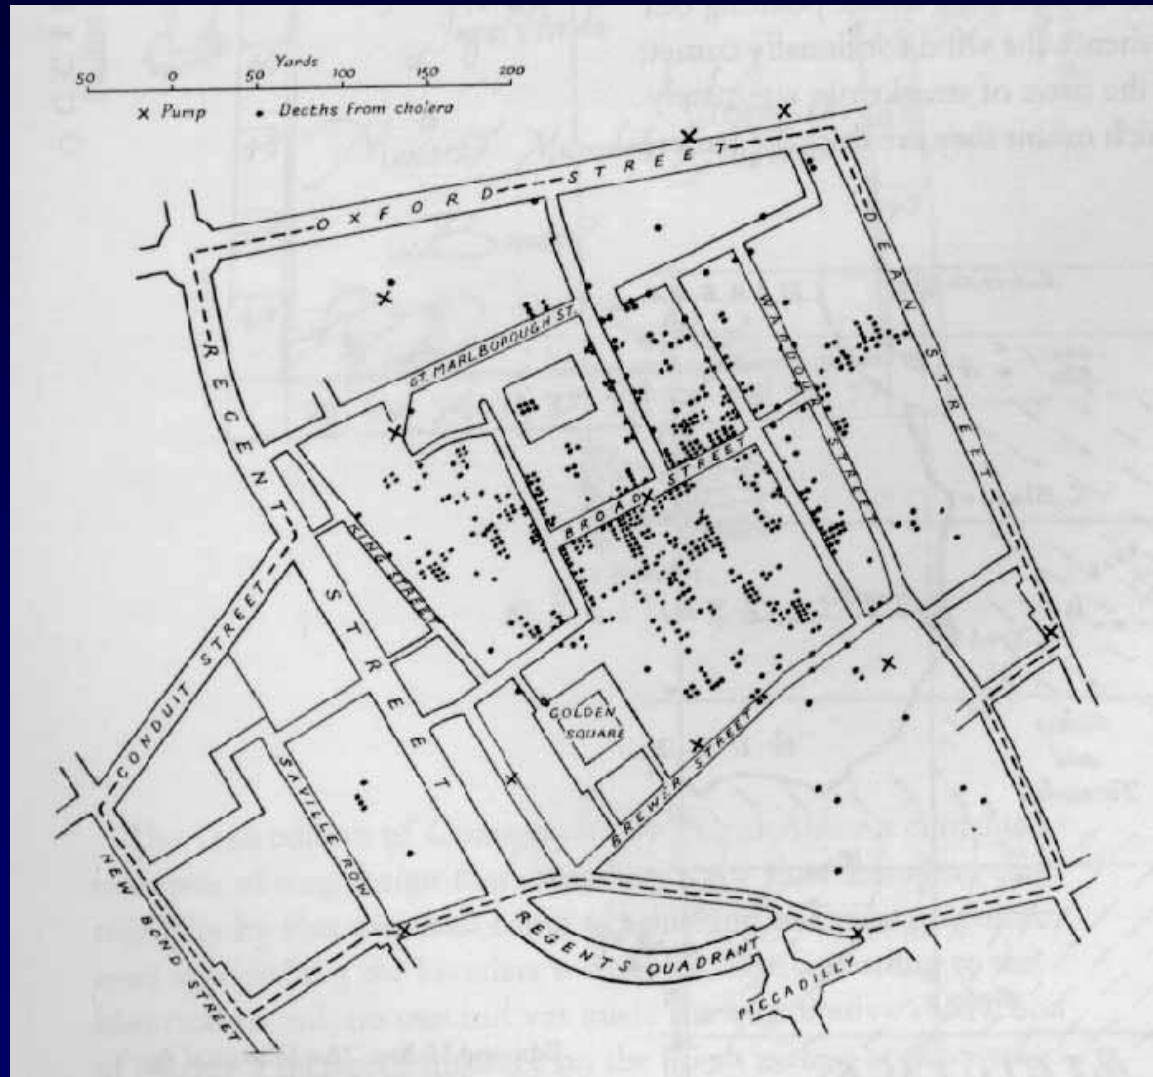 Yards
50 0 50 100 150 200
x Pump • Deaths from cholera
OXFORD STREET
DEAN STREET
REGENT STREET
GT. MARLBOROUGH ST.
WARDOUR STREET
BROAD STREET
KING STREET
CONDUIT STREET
GOLDEN SQUARE
SAVILLE ROW
BREWER STREET
NEW BOND STREET
REGENTS QUADRANT
PICCADILLY